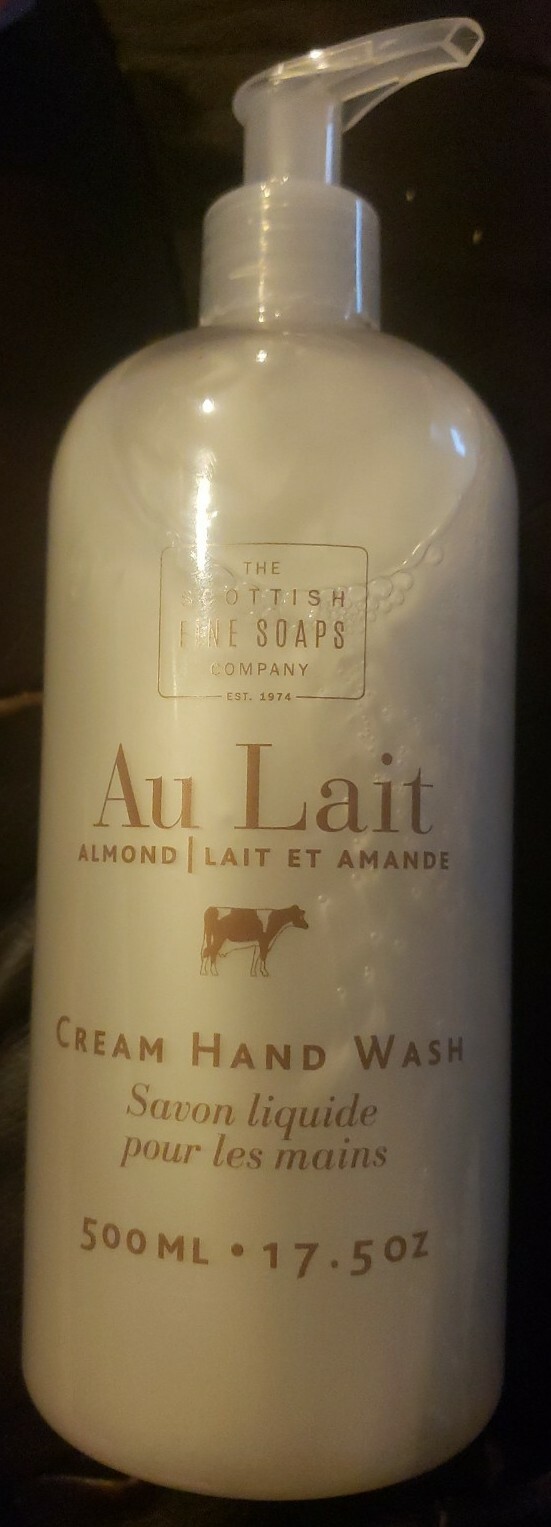 THE
SCOTTISH
FINE SOAPS
COMPANY
EST. 1974
Au Lait
ALMOND | LAIT ET AMANDE
CREAM HAND WASH
Savon liquide
pour les mains
500ML • 17.5OZ